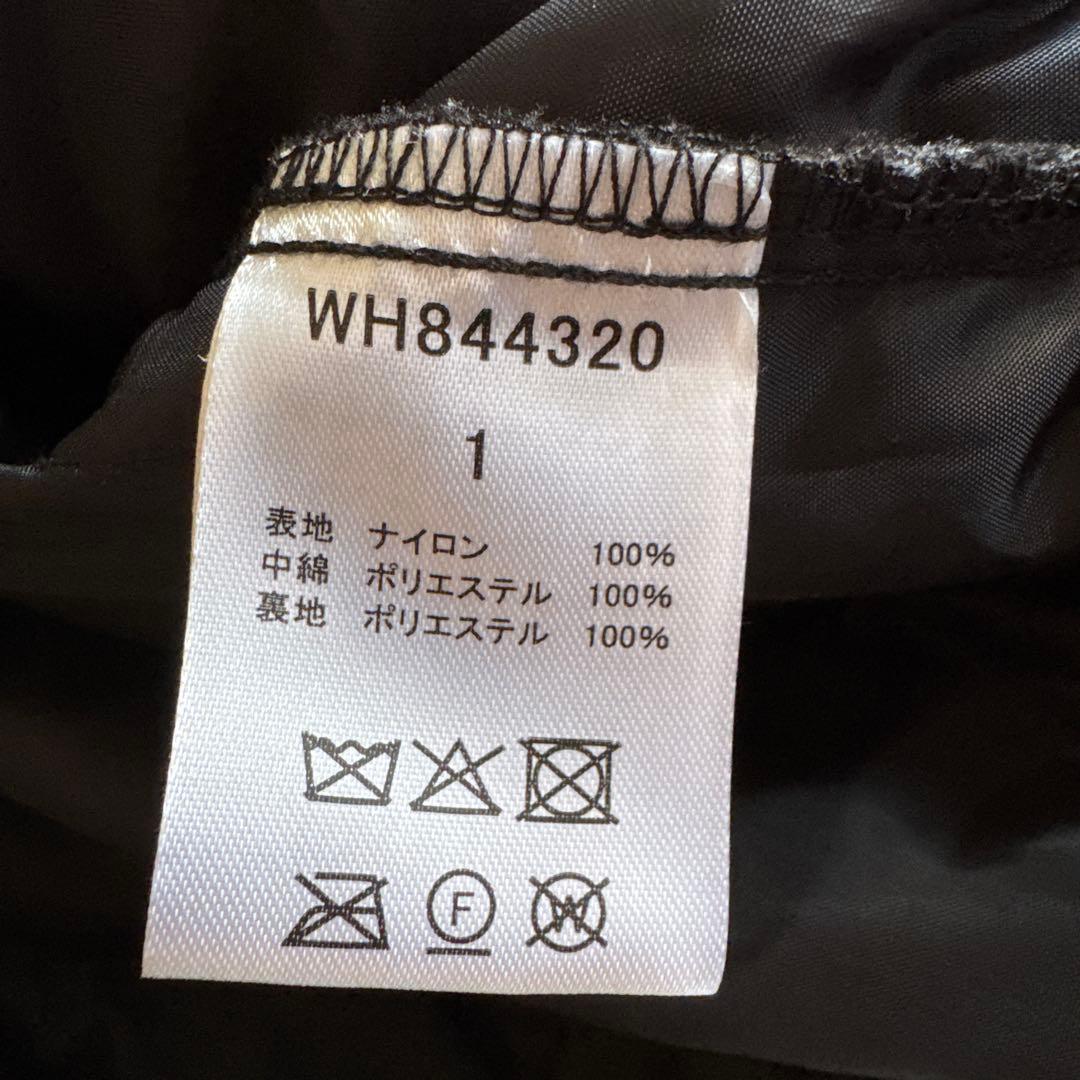 WH844320
1
表地 ナイロン 100%
中綿 ポリエステル 100%
裏地 ポリエステル 100%
F W